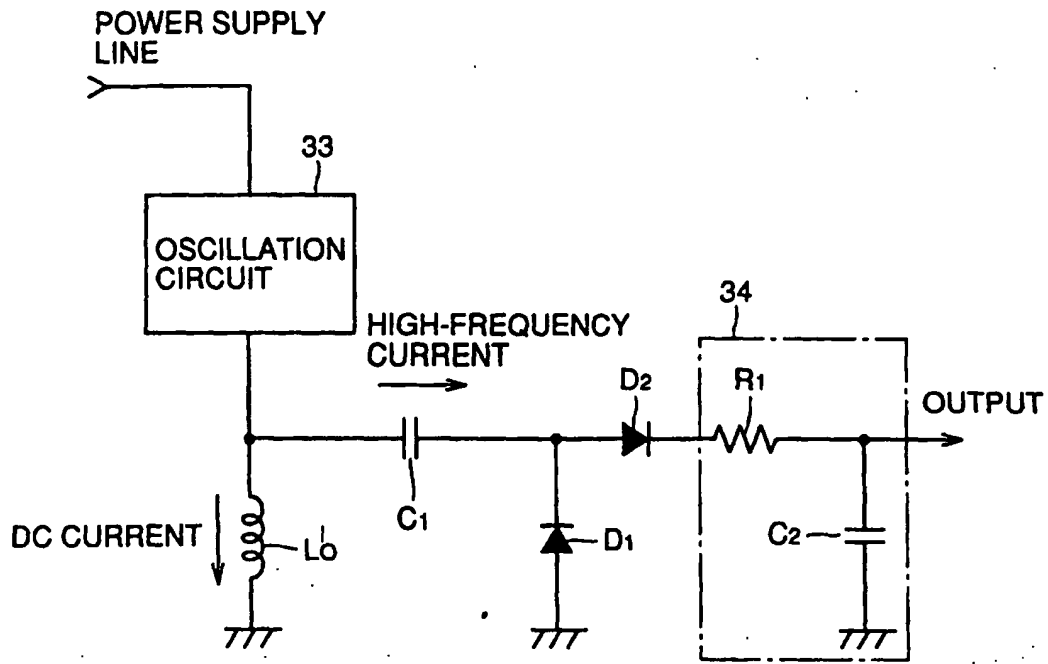 POWER SUPPLY
LINE
33
OSCILLATION
CIRCUIT
HIGH-FREQUENCY
CURRENT
34
D2
R1
OUTPUT
C1
D1
C2
DC CURRENT
Lo